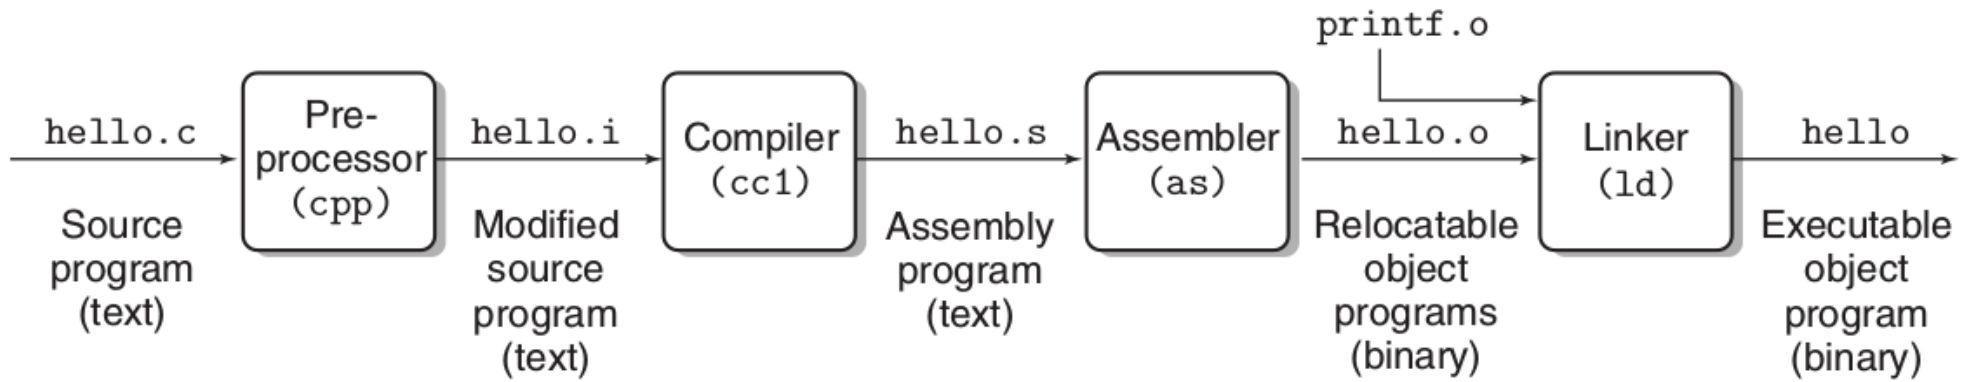 printf.o
hello.c
Pre-
processor
(cpp)
hello.i
Compiler
(cc1)
hello.s
Assembler
(as)
hello.o
Linker
(ld)
hello
Source
program
(text)
Modified
source
program
(text)
Assembly
program
(text)
Relocatable
object
programs
(binary)
Executable
object
program
(binary)